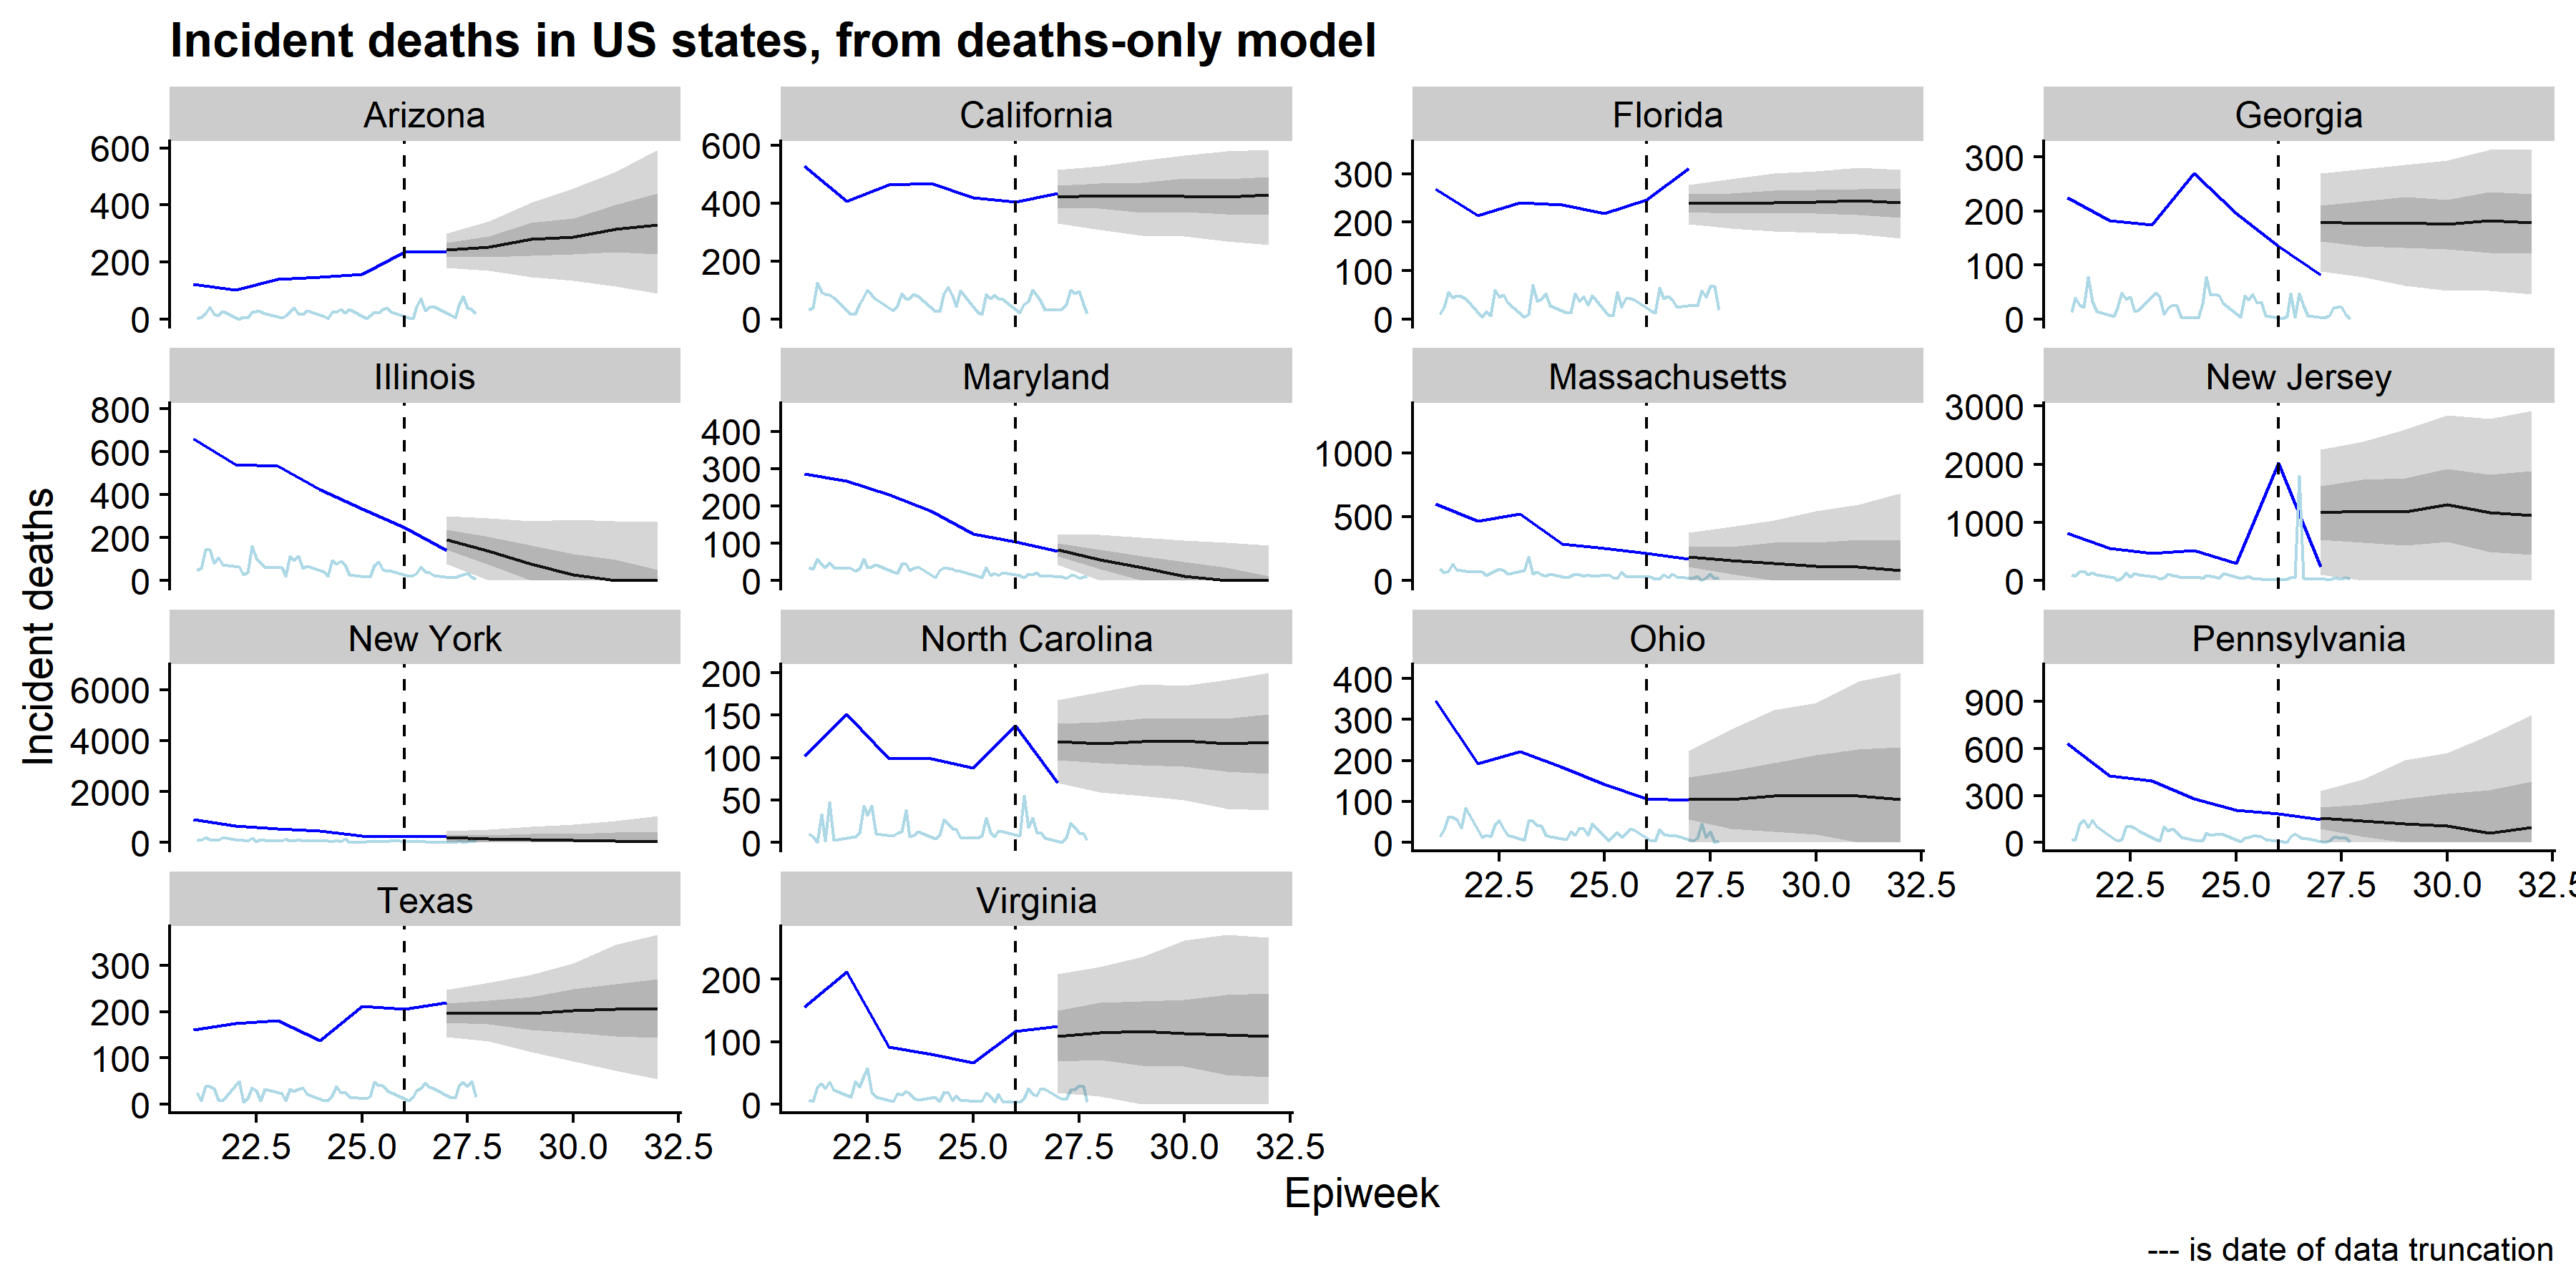 Incident deaths in US states, from deaths-only model
Arizona
California
Florida
Georgia
600
400
200
0
600
400
200
0
300
200
100
0
300
200
100
0
Illinois
Maryland
Massachusetts
New Jersey
800
600
400
200
0
400
300
200
100
0
1000
500
0
3000
2000
1000
0
Incident deaths
New York
North Carolina
Ohio
Pennsylvania
6000
4000
2000
0
200
150
100
50
0
400
300
200
100
0
900
600
300
0
22.5 25.0 27.5 30.0 32.5
22.5 25.0 27.5 30.0 32.5
Texas
Virginia
300
200
100
0
200
100
0
22.5 25.0 27.5 30.0 32.5
22.5 25.0 27.5 30.0 32.5
Epiweek
--- is date of data truncation